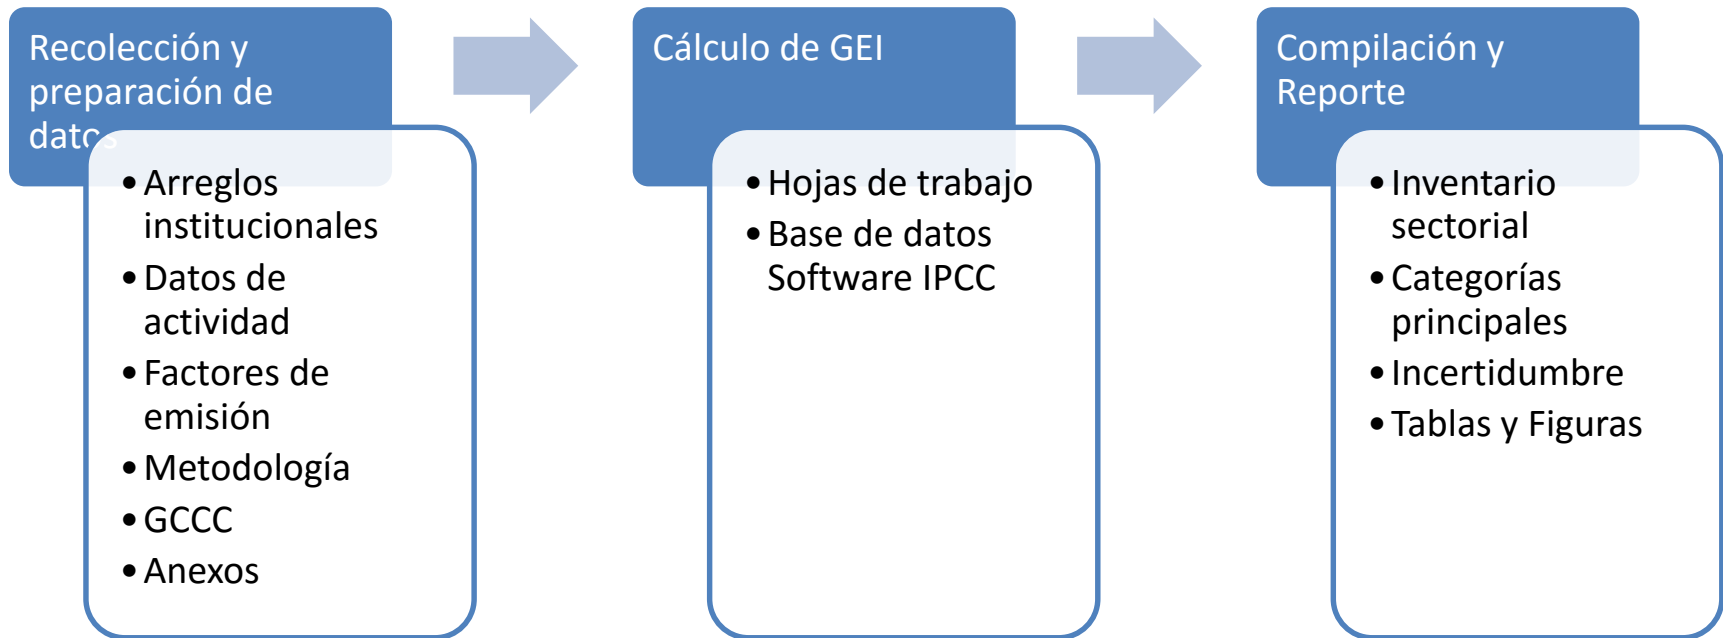 Recolección y
preparación de
datos
• Arreglos
institucionales
• Datos de
actividad
• Factores de
emisión
• Metodología
• GCCC
• Anexos
Cálculo de GEI
• Hojas de trabajo
• Base de datos
Software IPCC
Compilación y
Reporte
• Inventario
sectorial
• Categorías
principales
• Incertidumbre
• Tablas y Figuras